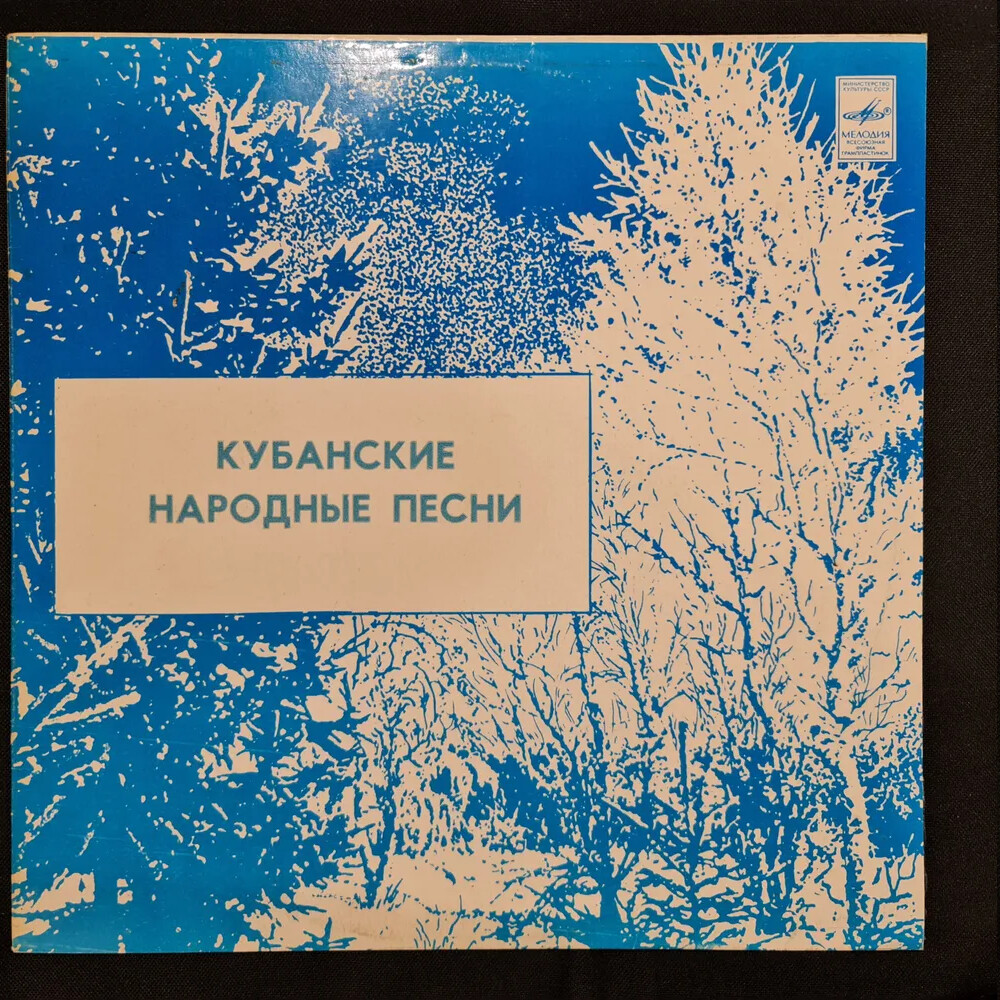 МИНИСТЕРСТВО
КУЛЬТУРЫ СССР
®
МЕЛОДИЯ
ВСЕСОЮЗНАЯ
ФИРМА
ГРАМПЛАСТИНОК
КУБАНСКИЕ
НАРОДНЫЕ ПЕСНИ